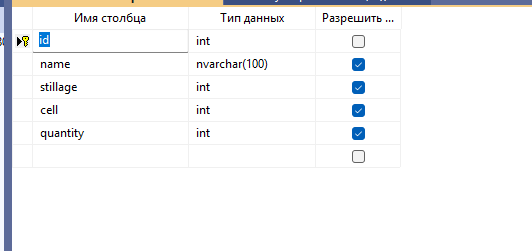 Имя столбца Тип данных Разрешить ...
id int
name nvarchar(100)
stillage int
cell int
quantity int